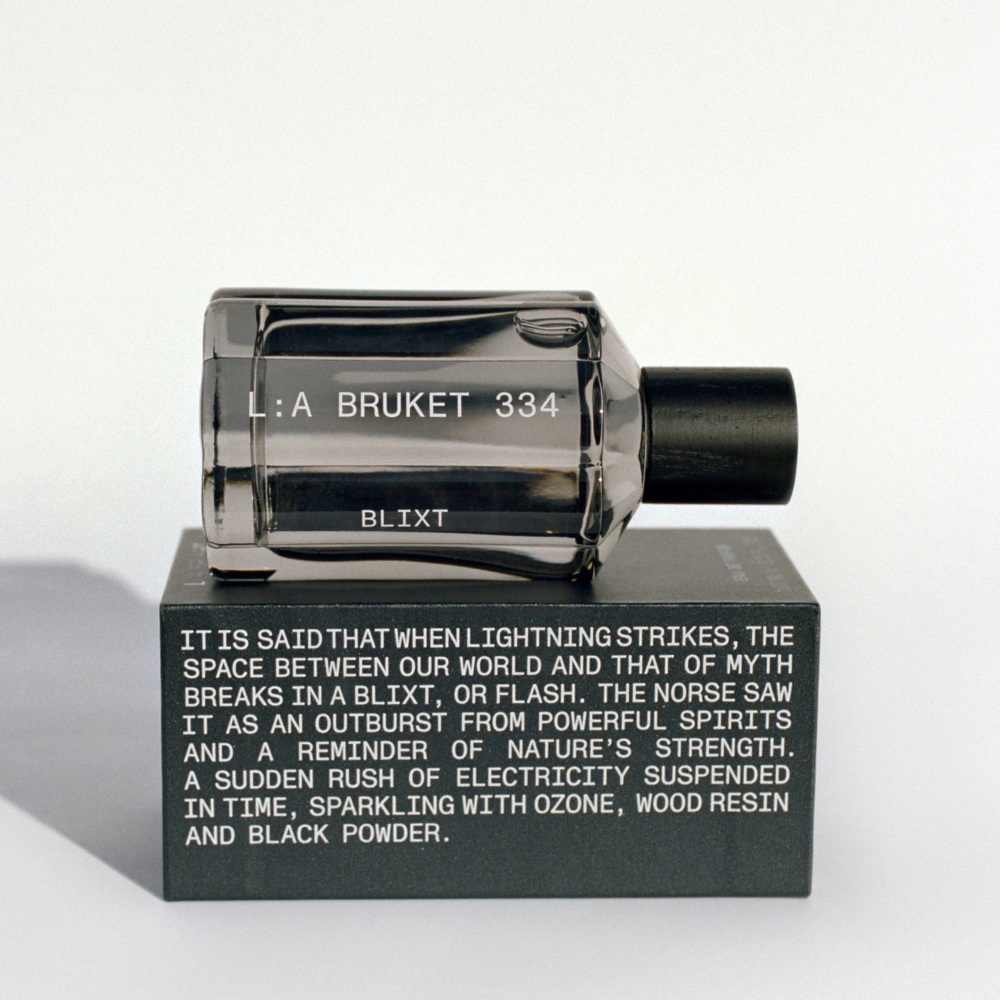 L:A BRUKET 334
BLIXT
IT IS SAID THAT WHEN LIGHTNING STRIKES, THE
SPACE BETWEEN OUR WORLD AND THAT OF MYTH
BREAKS IN A BLIXT, OR FLASH. THE NORSE SAW
IT AS AN OUTBURST FROM POWERFUL SPIRITS
AND A REMINDER OF NATURE'S STRENGTH.
A SUDDEN RUSH OF ELECTRICITY SUSPENDED
IN TIME, SPARKLING WITH OZONE, WOOD RESIN
AND BLACK POWDER.